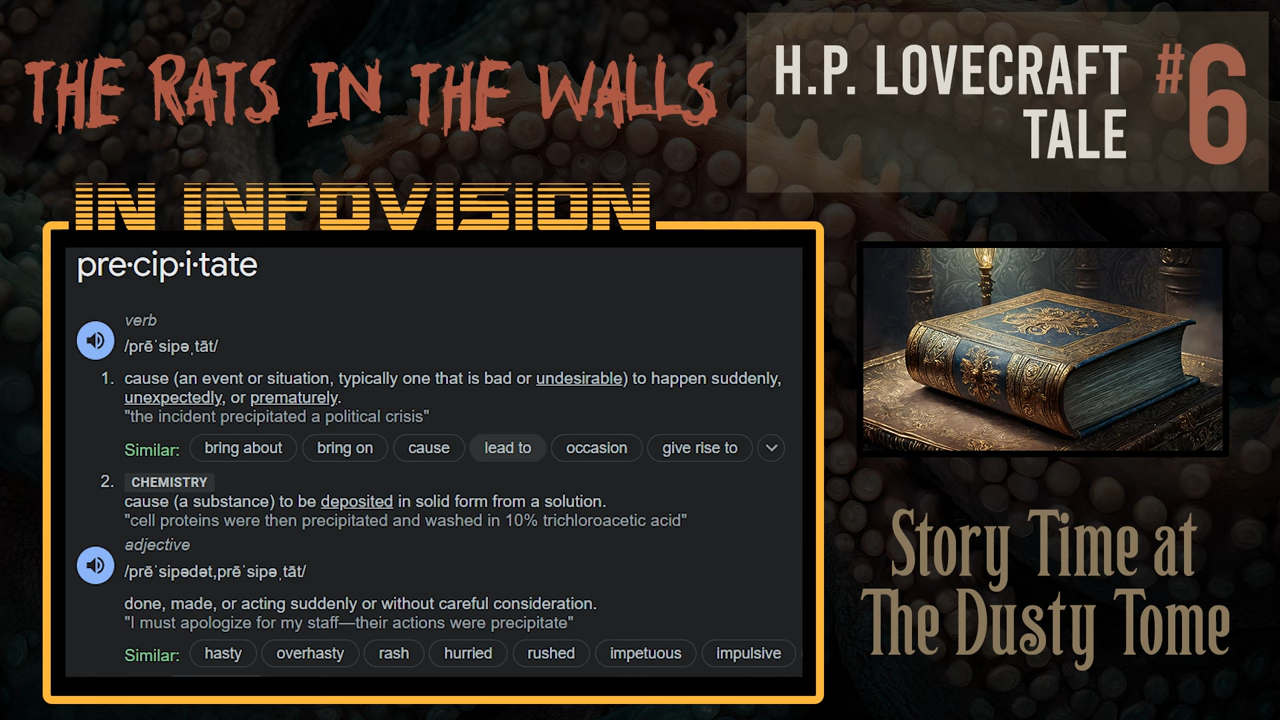 THE RATS IN THE WALLS
H.P. LOVECRAFT
TALE
#6
IN INFOVISION
pre·cip·i·tate
verb
/prēˈsipəˌtāt/
1. cause (an event or situation, typically one that is bad or undesirable) to happen suddenly,
unexpectedly, or prematurely.
"the incident precipitated a political crisis"
Similar: bring about bring on cause lead to occasion give rise to
2. CHEMISTRY
cause (a substance) to be deposited in solid form from a solution.
"cell proteins were then precipitated and washed in 10% trichloroacetic acid"
adjective
/prēˈsipədət,prēˈsipəˌtāt/
done, made, or acting suddenly or without careful consideration.
"I must apologize for my staff—their actions were precipitate"
Similar: hasty overhasty rash hurried rushed impetuous impulsive
Story Time at
The Dusty Tome